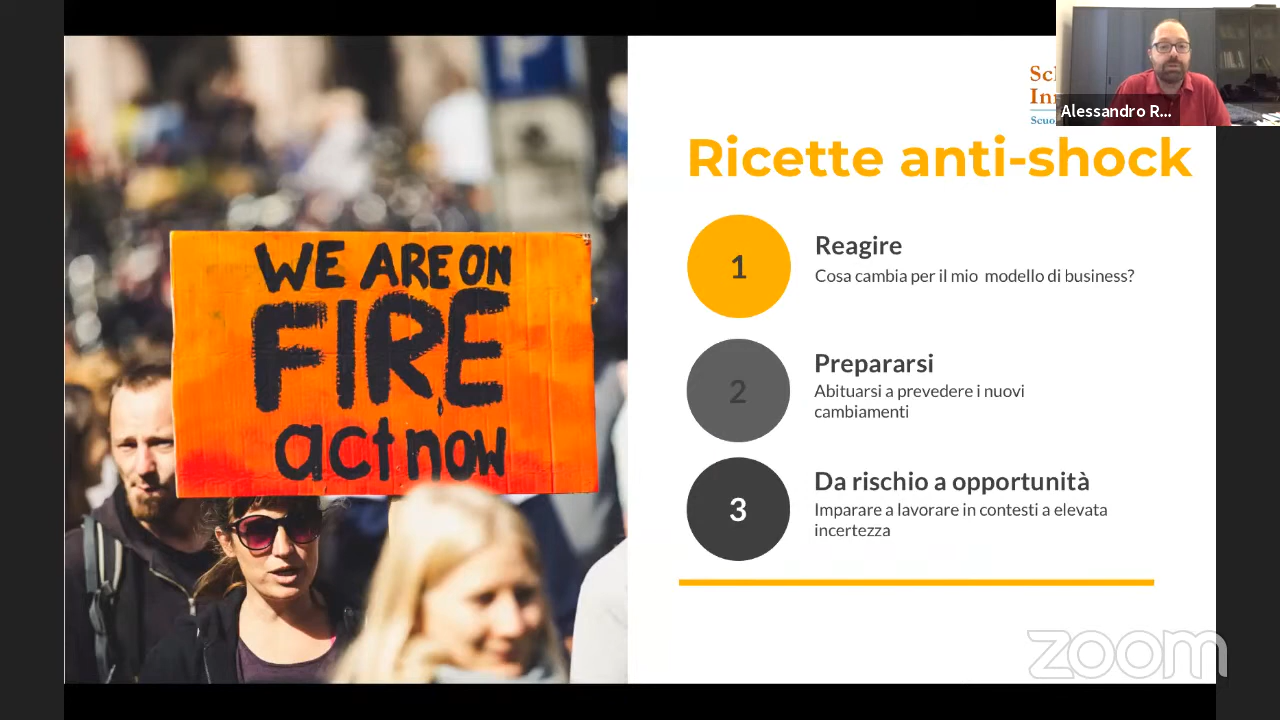 WE ARE ON
FIRE
act now
P
Alessandro R...
Ricette anti-shock
1
Reagire
Cosa cambia per il mio modello di business?
2
Prepararsi
Abituarsi a prevedere i nuovi
cambiamenti
3
Da rischio a opportunità
Imparare a lavorare in contesti a elevata
incertezza
zoom